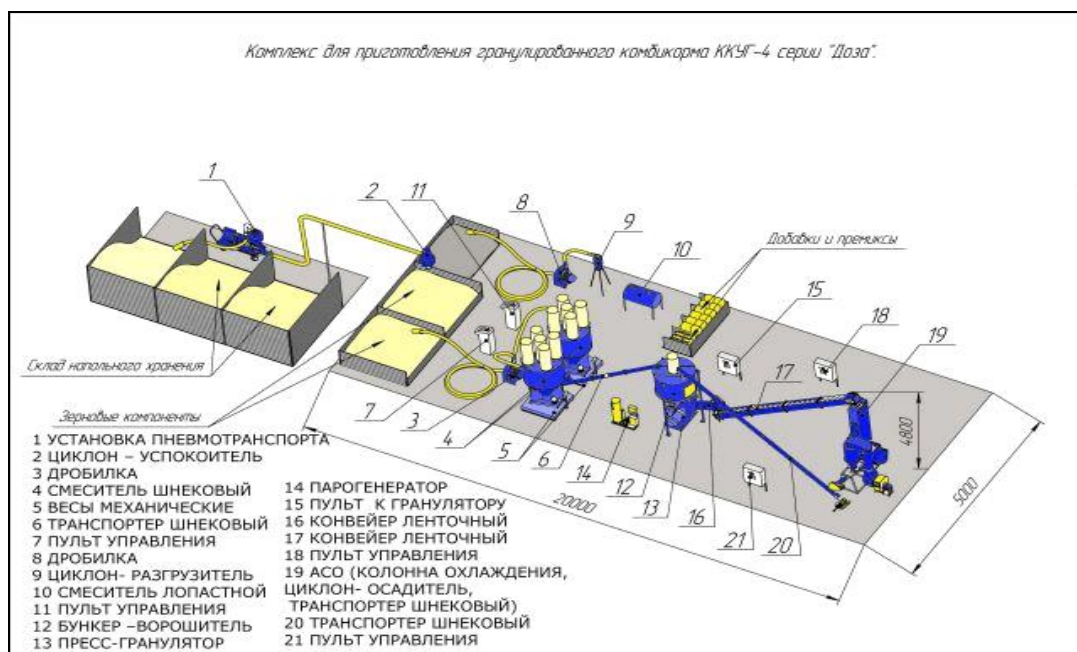 Комплекс для приготовления гранулированного комбикорма ККУГ-4 серии "Доза".
1
2
11
8
9
10
Добавки и премиксы
15
18
19
17
Склад напольного хранения
Зерновые компоненты
7
3
4
5
6
14
12
13
16
21
20
20000
4800
5000
1 УСТАНОВКА ПНЕВМОТРАНСПОРТА
2 ЦИКЛОН – УСПОКОИТЕЛЬ
3 ДРОБИЛКА
4 СМЕСИТЕЛЬ ШНЕКОВЫЙ
5 ВЕСЫ МЕХАНИЧЕСКИЕ
6 ТРАНСПОРТЕР ШНЕКОВЫЙ
7 ПУЛЬТ УПРАВЛЕНИЯ
8 ДРОБИЛКА
9 ЦИКЛОН- РАЗГРУЗИТЕЛЬ
10 СМЕСИТЕЛЬ ЛОПАСТНОЙ
11 ПУЛЬТ УПРАВЛЕНИЯ
12 БУНКЕР –ВОРОШИТЕЛЬ
13 ПРЕСС-ГРАНУЛЯТОР
14 ПАРОГЕНЕРАТОР
15 ПУЛЬТ К ГРАНУЛЯТОРУ
16 КОНВЕЙЕР ЛЕНТОЧНЫЙ
17 КОНВЕЙЕР ЛЕНТОЧНЫЙ
18 ПУЛЬТ УПРАВЛЕНИЯ
19 АСО (КОЛОННА ОХЛАЖДЕНИЯ,
ЦИКЛОН- ОСАДИТЕЛЬ,
ТРАНСПОРТЕР ШНЕКОВЫЙ)
20 ТРАНСПОРТЕР ШНЕКОВЫЙ
21 ПУЛЬТ УПРАВЛЕНИЯ